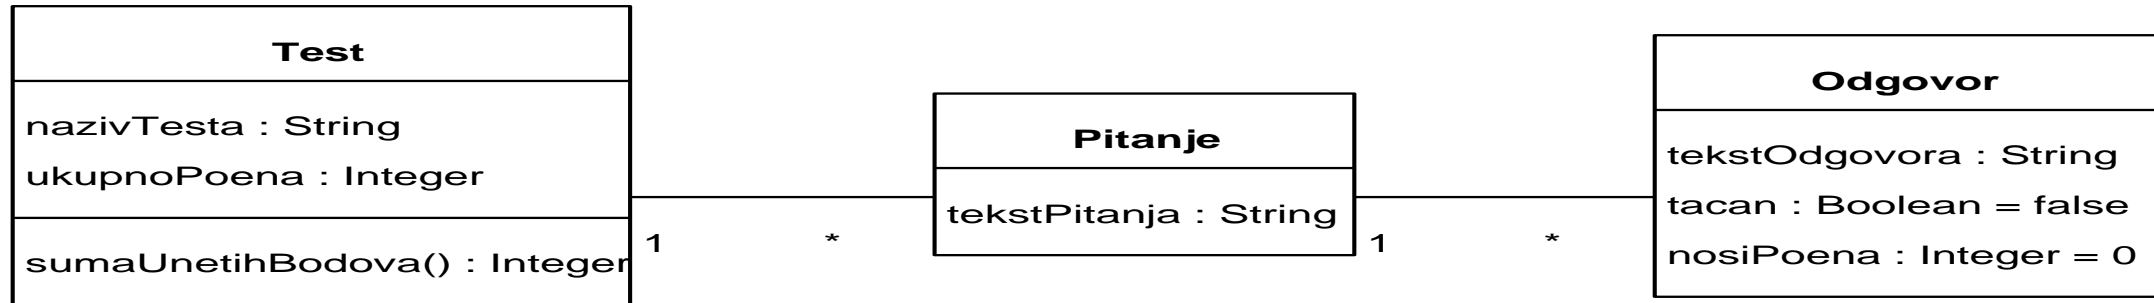 Test
nazivTesta : String
ukupnoPoena : Integer
sumaUnetihBodova() : Integer
1
*
Pitanje
tekstPitanja : String
1
*
Odgovor
tekstOdgovora : String
tacan : Boolean = false
nosiPoena : Integer = 0